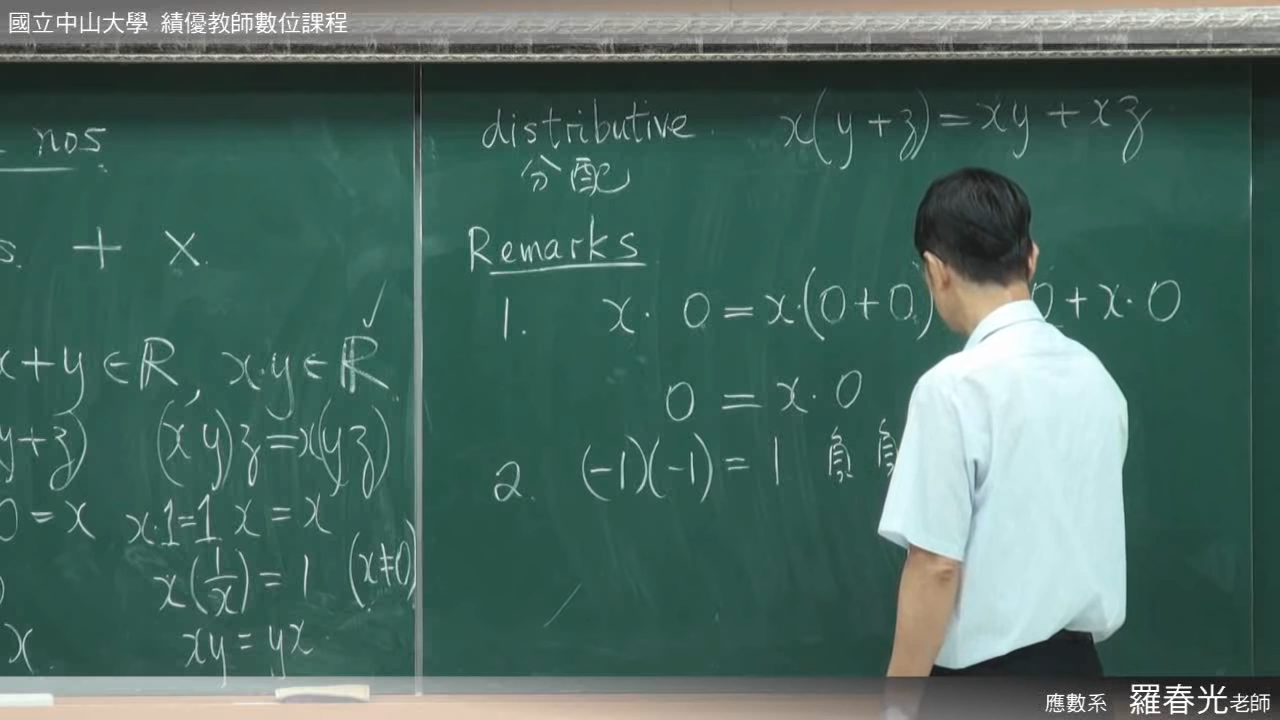 國立中山大學 績優教師數位課程
nos
s. + x.
x+y∈ℝ, x·y∈ℝ ✓
y+z) (xy)z=x(yz)
0=x x·1=1 x=x
x(1/x)=1 (x≠0)
x. xy=yx
distributive. x(y+z)=xy+xz
分配
Remarks
1. x·0=x·(0+0) 0+x·0
0=x·0
2. (-1)(-1)=1 負負
應數系 羅春光老師